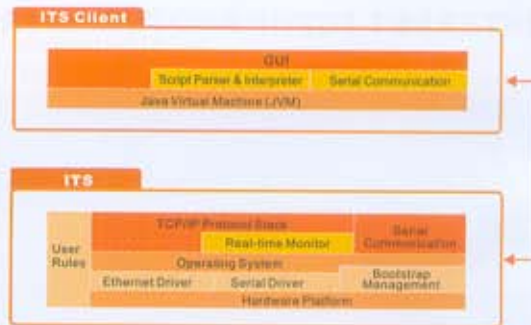 ITS Client
GUI
Script Parser & Interpreter
Serial Communication
Java Virtual Machine (JVM)
ITS
User Rules
TCP/IP Protocol Stack
Serial Communication
Real-time Monitor
Operating System
Ethernet Driver
Serial Driver
Bootstrap Management
Hardware Platform